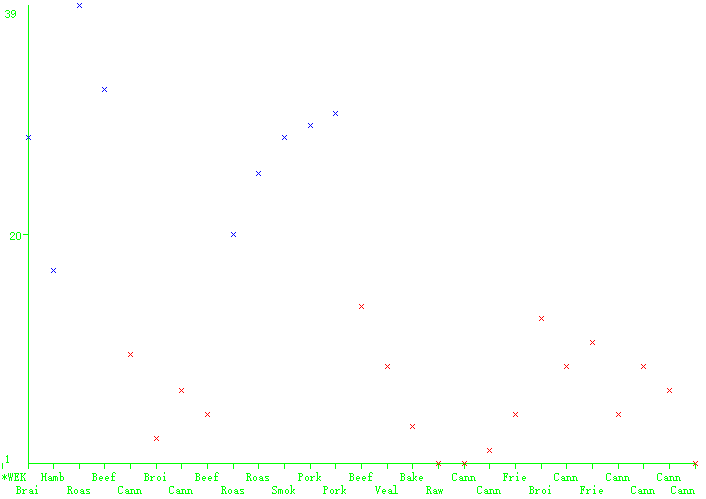 39
20
1
*WEK Hamb Beef Broi Beef Roas Pork Beef Bake Cann Frie Cann Cann Cann
Brai Roas Cann Cann Roas Smok Pork Veal Raw Cann Broi Frie Cann Cann